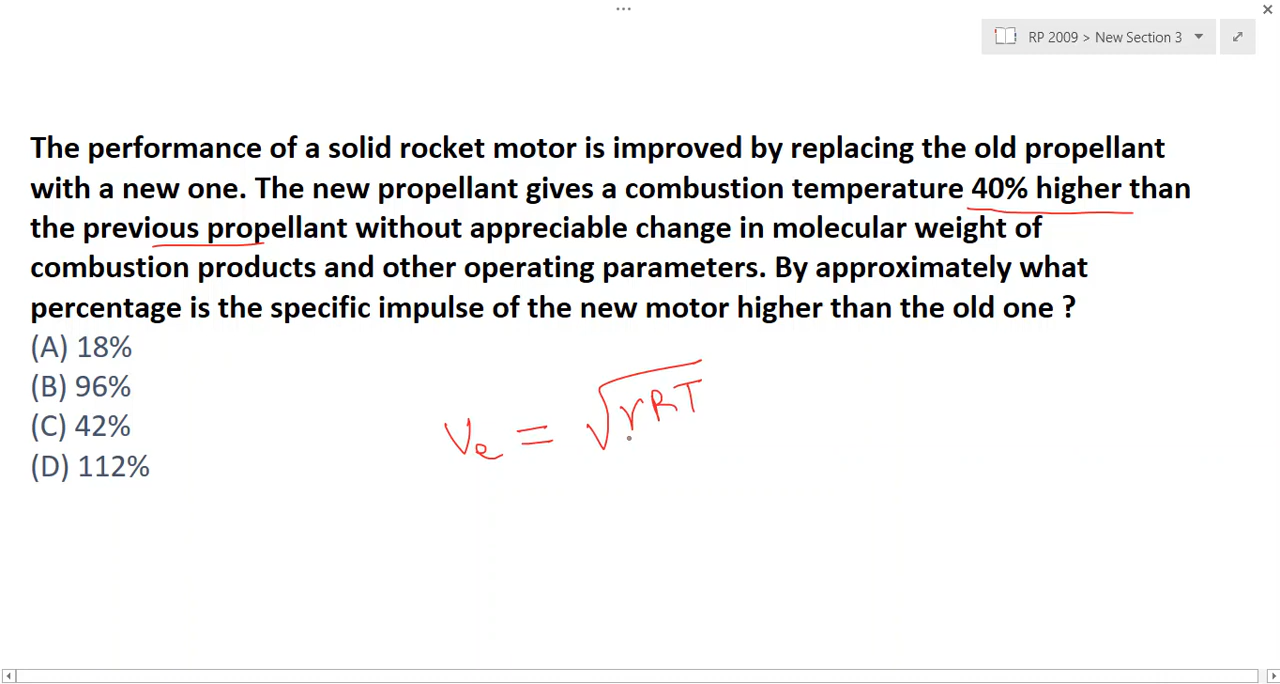 RP 2009 > New Section 3
The performance of a solid rocket motor is improved by replacing the old propellant
with a new one. The new propellant gives a combustion temperature 40% higher than
the previous propellant without appreciable change in molecular weight of
combustion products and other operating parameters. By approximately what
percentage is the specific impulse of the new motor higher than the old one ?
(A) 18%
(B) 96%
(C) 42%
(D) 112%
Ve = √γRT